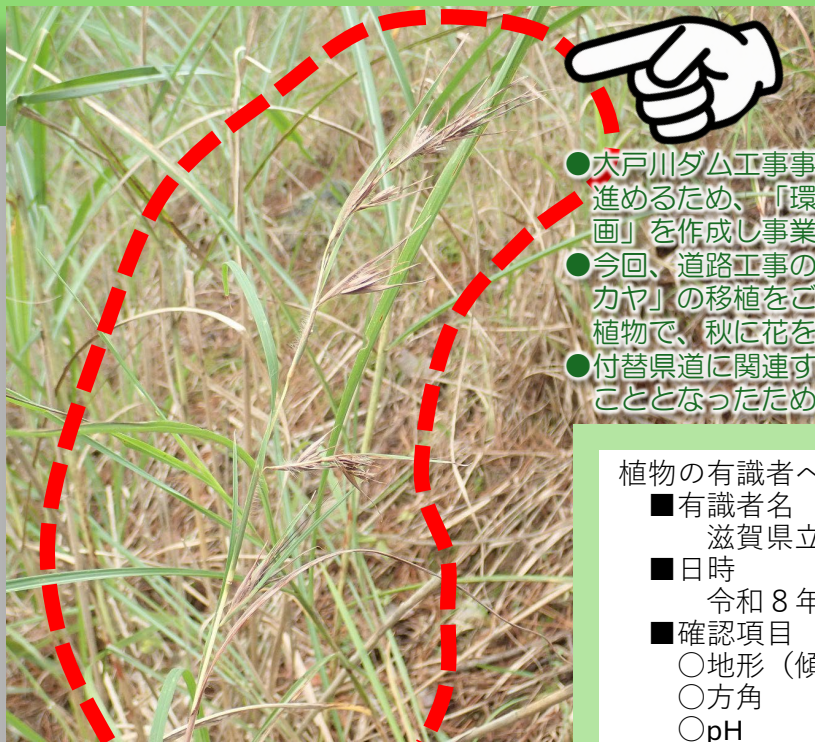 ●大戸川ダム工事事
進めるため、「環
画」を作成し事業
●今回、道路工事の
カヤ」の移植をご
植物で、秋に花を
●付替県道に関連す
こととなったため
植物の有識者へ
■有識者名
滋賀県立
■日時
令和８年
■確認項目
○地形（傾
○方角
○pH